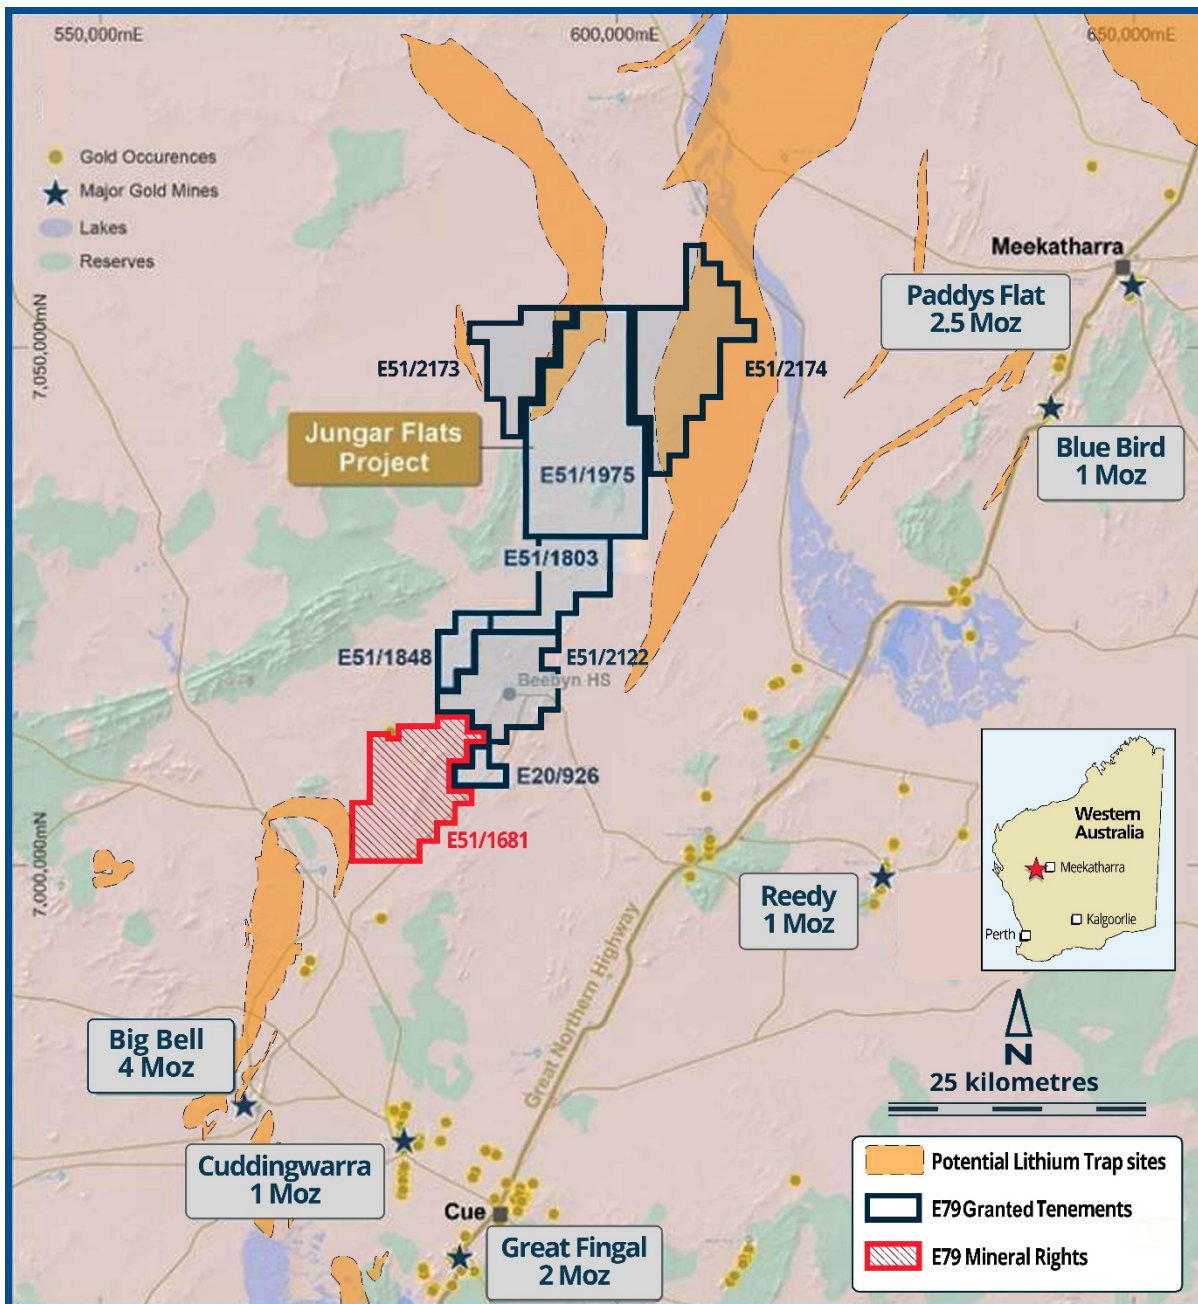 550,000mE
600,000mE
650,000mE
Gold Occurences
Major Gold Mines
Lakes
Reserves
Meekatharra
Paddys Flat
2.5 Moz
7,050,000mN
E51/2173
E51/2174
Jungar Flats
Project
E51/1975
Blue Bird
1 Moz
E51/1803
E51/1848
E51/2122
Beebyn HS
E20/926
E51/1681
7,000,000mN
Reedy
1 Moz
Western
Australia
Meekatharra
Kalgoorlie
Perth
Great Northern Highway
N
25 kilometres
Big Bell
4 Moz
Cuddingwarra
1 Moz
Cue
Great Fingal
2 Moz
Potential Lithium Trap sites
E79 Granted Tenements
E79 Mineral Rights